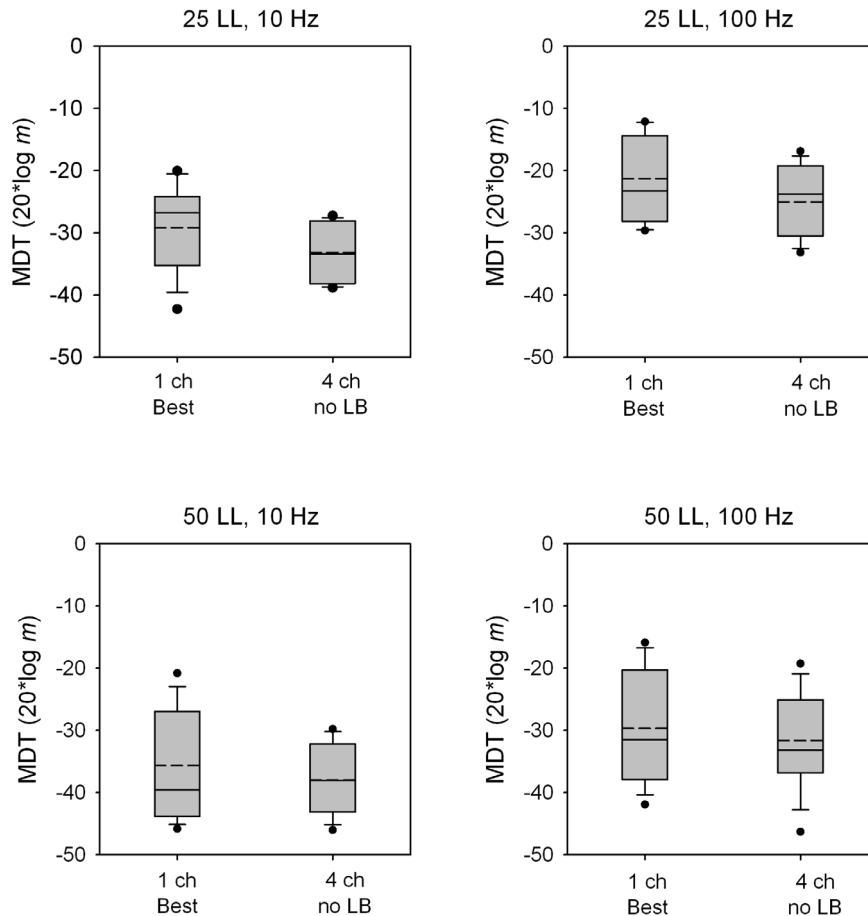 25 LL, 10 Hz
MDT (20*log m)
0
-10
-20
-30
-40
-50
1 ch
Best
4 ch
no LB
25 LL, 100 Hz
MDT (20*log m)
0
-10
-20
-30
-40
-50
1 ch
Best
4 ch
no LB
50 LL, 10 Hz
MDT (20*log m)
0
-10
-20
-30
-40
-50
1 ch
Best
4 ch
no LB
50 LL, 100 Hz
MDT (20*log m)
0
-10
-20
-30
-40
-50
1 ch
Best
4 ch
no LB